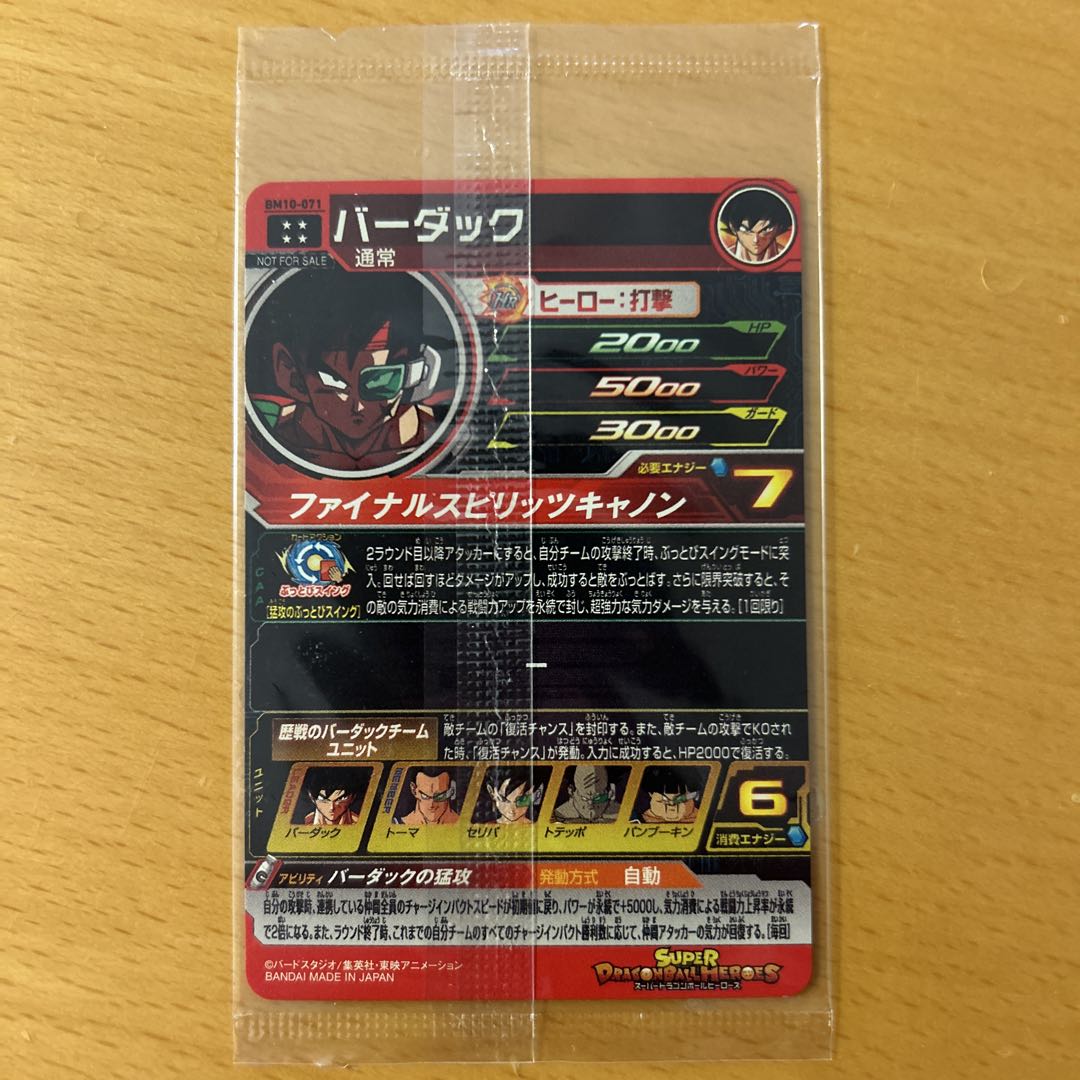 BM10-071
★★
★★
NOT FOR SALE
バーダック
通常
ヒーロー:打撃
HP
2000
パワー
5000
ガード
3000
必要エナジー
7
ファイナルスピリッツキャノン
CAA
カードアクション
ぶっとびスイング
[猛攻のぶっとびスイング]
2ラウンド目以降アタッカーにすると、自分チームの攻撃終了時、ぶっとびスイングモードに突
入。回せば回すほどダメージがアップし、成功すると敵をぶっとばす。さらに限界突破すると、そ
の敵の気力消費による戦闘力アップを永続で封じ、超強力な気力ダメージを与える。[1回限り]
ー
ユニット
歴戦のバーダックチーム
ユニット
敵チームの「復活チャンス」を封印する。また、敵チームの攻撃でKOされ
た時、「復活チャンス」が発動。入力に成功すると、HP2000で復活する。
LEADER
バーダック
MEMBER
トーマ
セリパ
トテッポ
パンブーキン
6
消費エナジー
アビリティ バーダックの猛攻
発動方式 自動
自分の攻撃時、連携している仲間全員のチャージインパクトスピードが初期値に戻り、パワーが永続で+5000し、気力消費による戦闘力上昇率が永続
で2倍になる。また、ラウンド終了時、これまでの自分チームのすべてのチャージインパクト勝利数に応じて、仲間アタッカーの気力が回復する。[毎回]
©バードスタジオ/集英社・東映アニメーション
BANDAI MADE IN JAPAN
SUPER
DRAGONBALL HEROES
スーパードラゴンボールヒーローズ